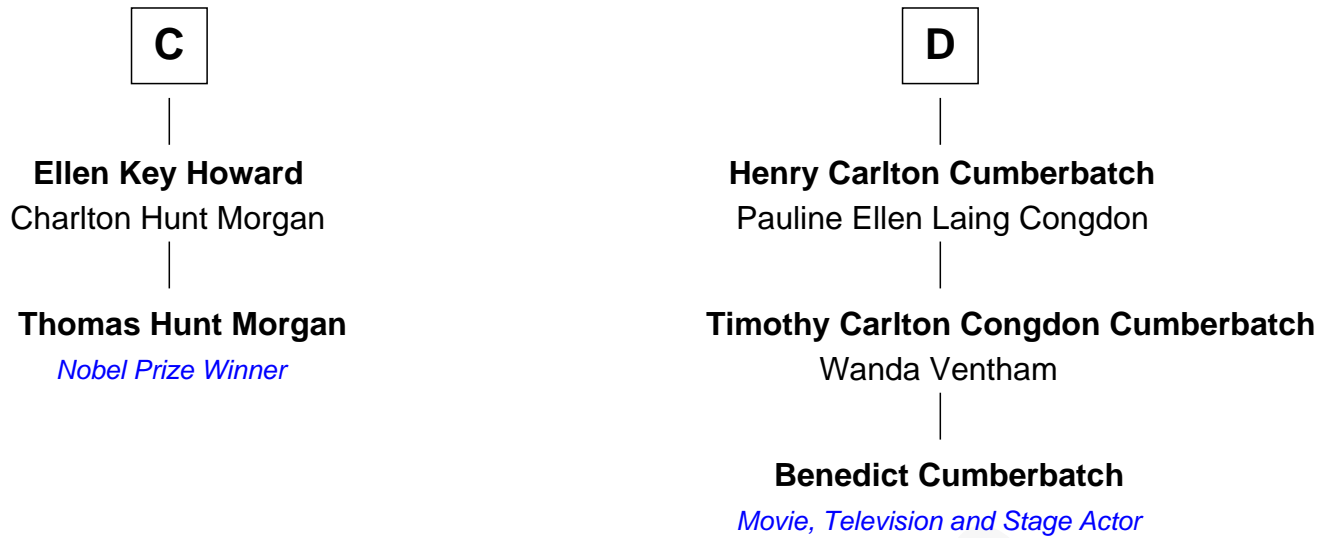 C
Ellen Key Howard
Charlton Hunt Morgan
Thomas Hunt Morgan
Nobel Prize Winner
D
Henry Carlton Cumberbatch
Pauline Ellen Laing Congdon
Timothy Carlton Congdon Cumberbatch
Wanda Ventham
Benedict Cumberbatch
Movie, Television and Stage Actor